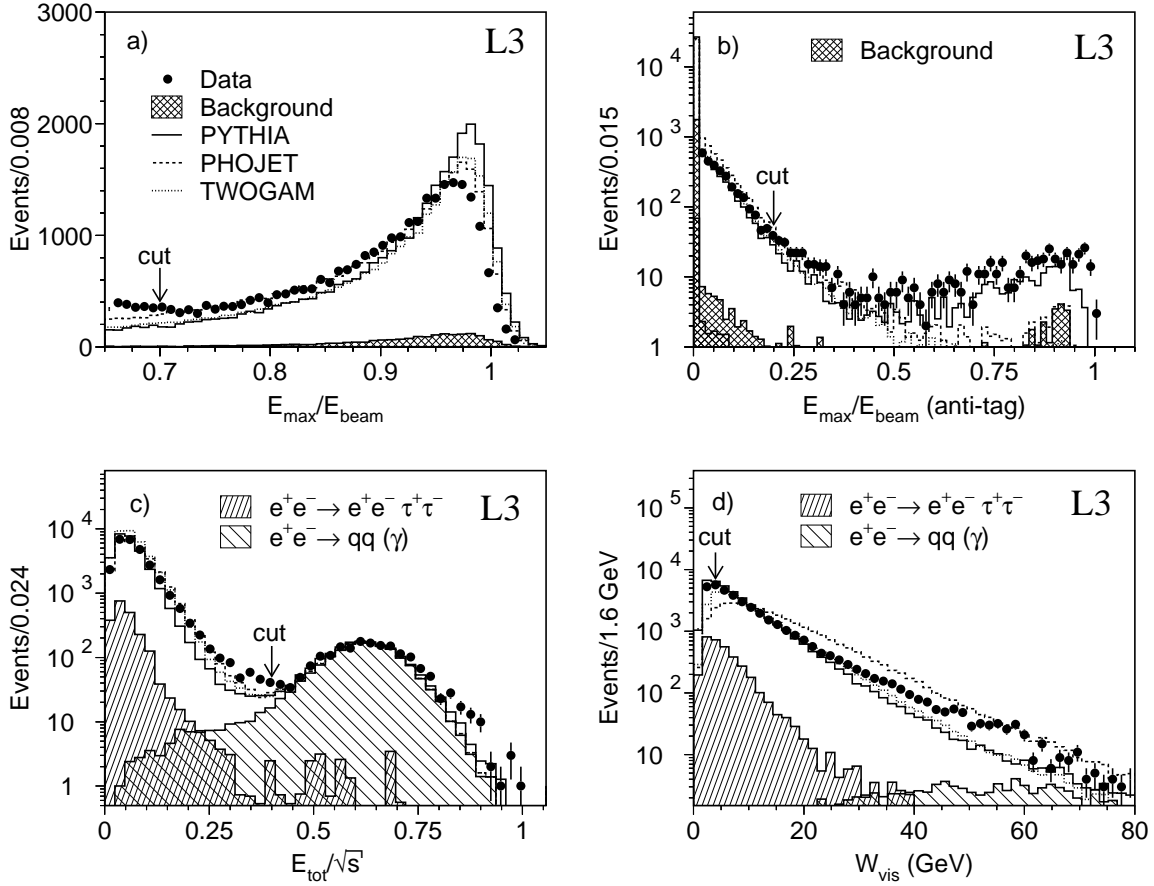 a)
L3
3000
2000
1000
0
Events/0.008
Data
Background
PYTHIA
PHOJET
TWOGAM
cut
0.7 0.8 0.9 1
E_max/E_beam
b)
Background
L3
10^4
10^3
10^2
10
1
Events/0.015
cut
0 0.25 0.5 0.75 1
E_max/E_beam (anti-tag)
c)
e^+e^-→ e^+e^- τ^+τ^-
e^+e^-→ qq (γ)
L3
10^4
10^3
10^2
10
1
Events/0.024
cut
0 0.25 0.5 0.75 1
E_tot/√s
d)
e^+e^-→ e^+e^- τ^+τ^-
e^+e^-→ qq (γ)
L3
10^5
10^4
10^3
10^2
10
Events/1.6 GeV
cut
0 20 40 60 80
W_vis (GeV)